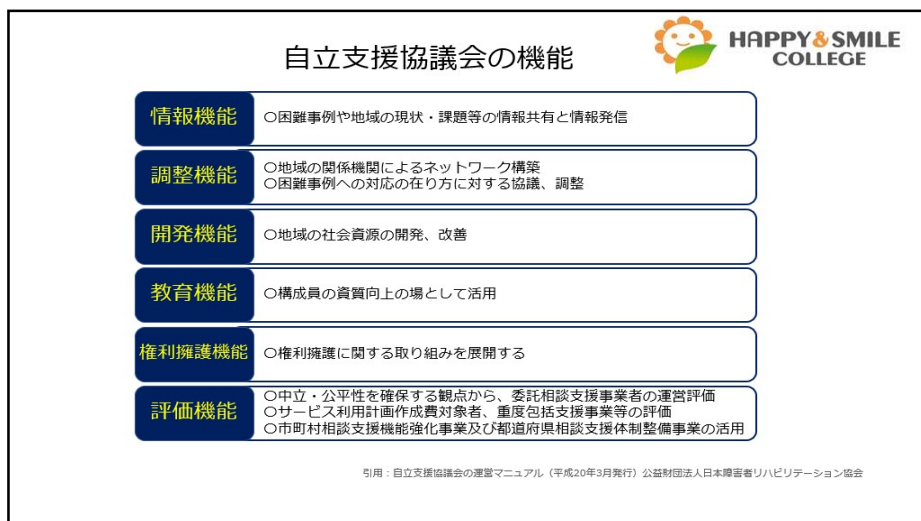 自立支援協議会の機能
HAPPY&SMILE
COLLEGE
情報機能
〇困難事例や地域の現状・課題等の情報共有と情報発信
調整機能
〇地域の関係機関によるネットワーク構築
〇困難事例への対応の在り方に対する協議、調整
開発機能
〇地域の社会資源の開発、改善
教育機能
〇構成員の資質向上の場として活用
権利擁護機能
〇権利擁護に関する取り組みを展開する
評価機能
〇中立・公平性を確保する観点から、委託相談支援事業者の運営評価
〇サービス利用計画作成費対象者、重度包括支援事業等の評価
〇市町村相談支援機能強化事業及び都道府県相談支援体制整備事業の活用
引用：自立支援協議会の運営マニュアル（平成20年3月発行）公益財団法人日本障害者リハビリテーション協会